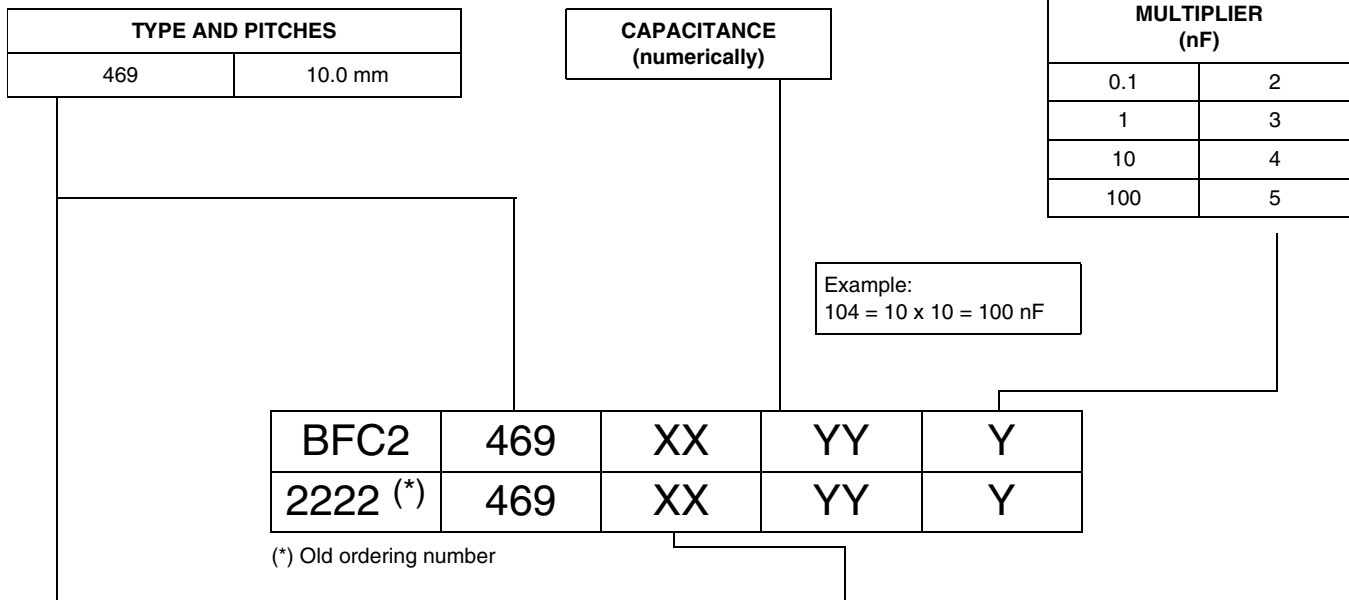 TYPE AND PITCHES
469 10.0 mm
CAPACITANCE
(numerically)
MULTIPLIER
(nF)
0.1 2
1 3
10 4
100 5
Example:
104 = 10 x 10 = 100 nF
BFC2 469 XX YY Y
2222 (*) 469 XX YY Y
(*) Old ordering number